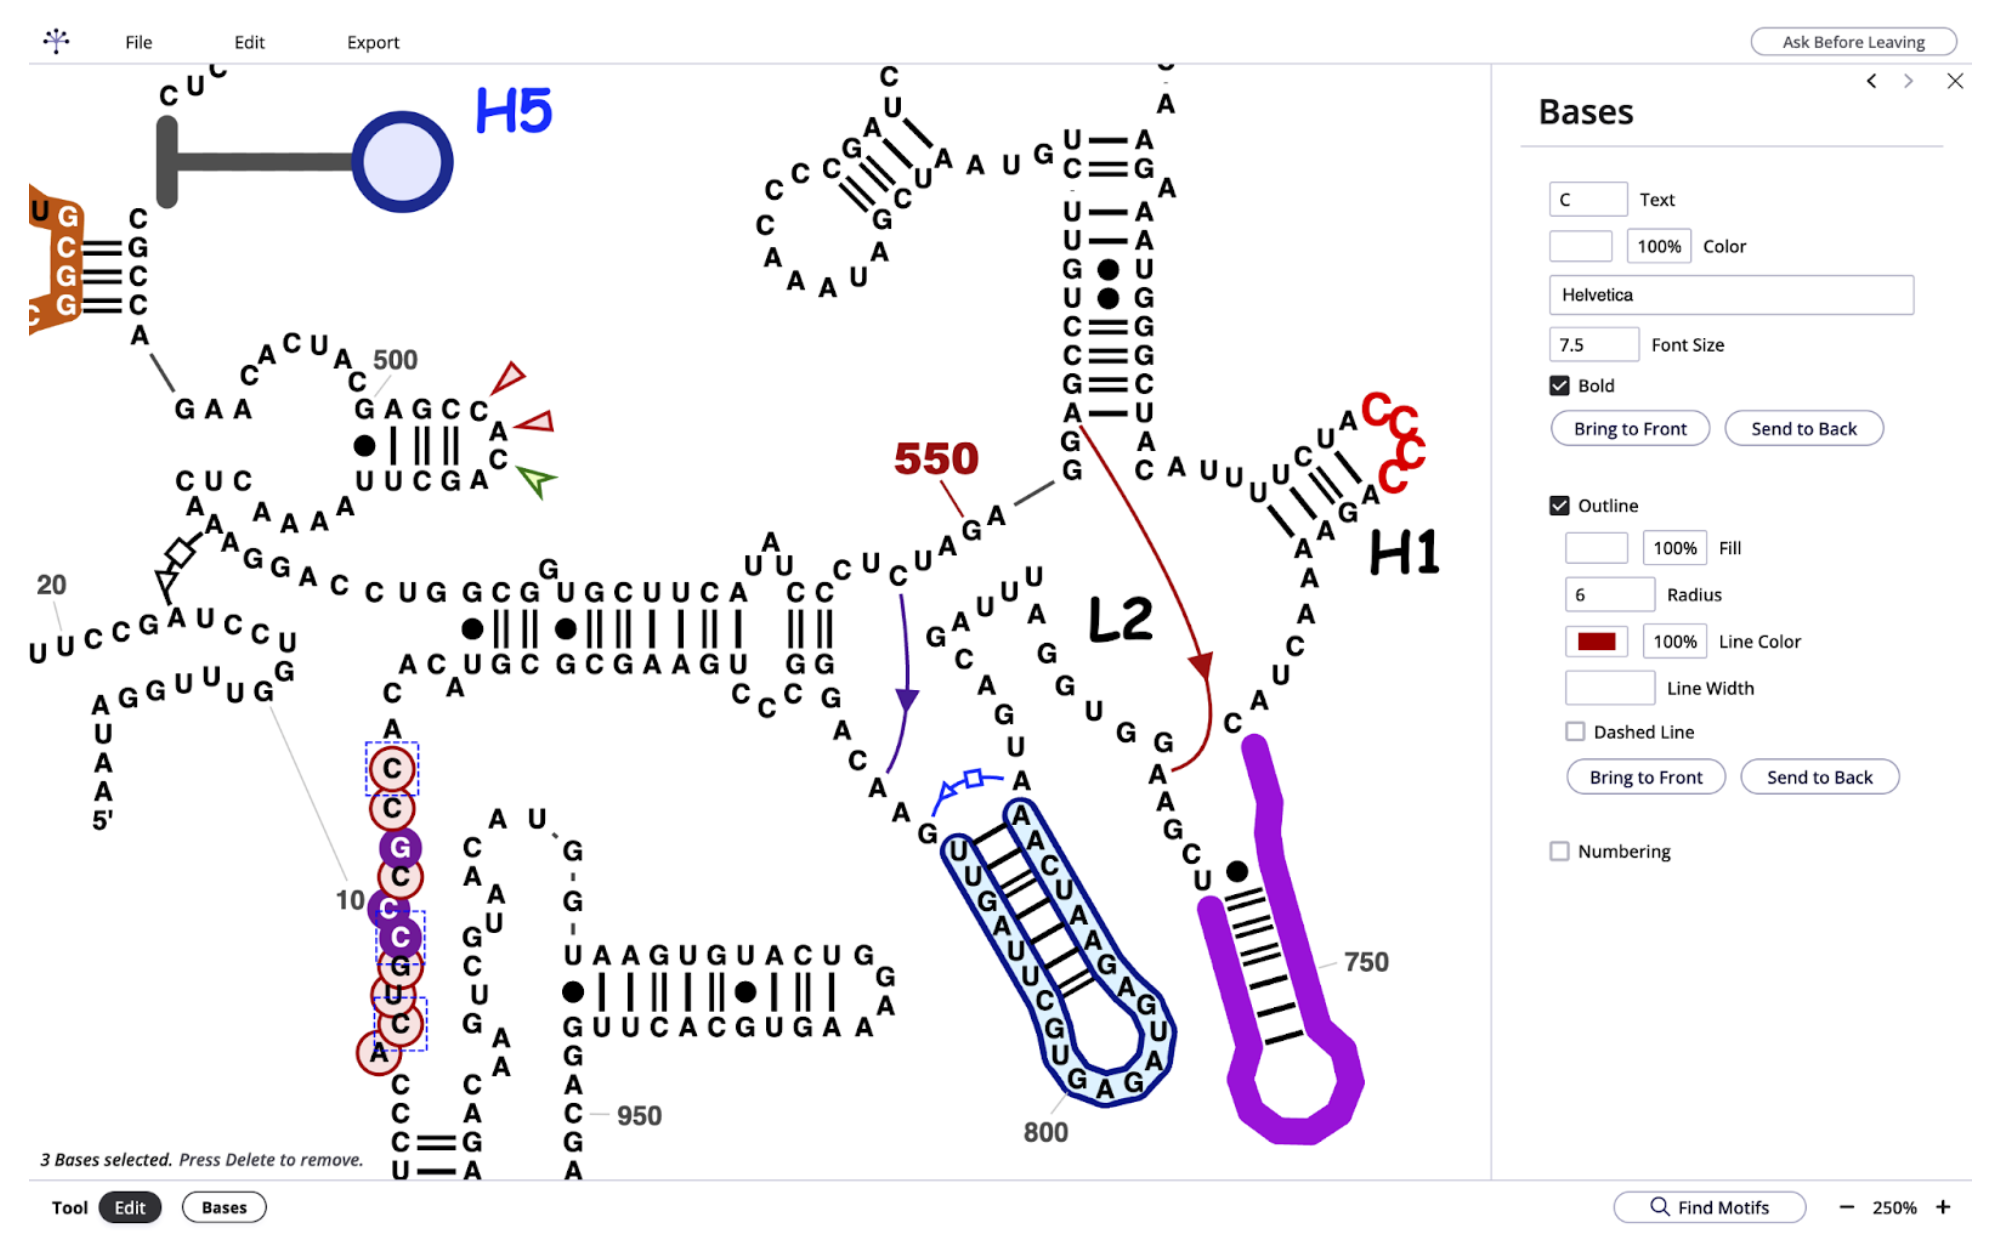 File Edit Export Ask Before Leaving
H5
C U C
C U
A
A
G
C C C
C
A
A A U
A
G
C
U
A A A U G
U A
C G
A
U A
U A
G U
U G
C G
C G
G C
A U
G A
G C A U U U U C U A C C C C A G A A A A C U A C
U G C
C G
G C
G C
C A
G A A C A C U A C
500
G A G C C
A
C
U U C G A
C U C
A A A A A
A A G G A C C U G G C G G U G C U U C A U A U C C C U C U A G A
550
H1
L2
20
U U C C G A U C C U G
A G G U U U G
A
U
A
A
5'
10
A C A U G C G C G A A G U C C C G G G A C A A G
C
A
C
C
G
C
C
C
G
U
C
A
C
C
C
U
A U
C
A A
U
G
C
U
G A
A
C
A
G
A
G
G
U A A G U G U A C U G
G
A
G U U C A C G U G A A A
G
A
C
G
A
950
G A U U U A G G U G G A A G C U
C A G U A
U U G A U U C G U G A G A U G A G A A U C A A
800
750
Bases
C Text
100% Color
Helvetica
7.5 Font Size
Bold
Bring to Front Send to Back
Outline
100% Fill
6 Radius
100% Line Color
Line Width
Dashed Line
Bring to Front Send to Back
Numbering
3 Bases selected. Press Delete to remove.
Tool Edit Bases Find Motifs − 250% +